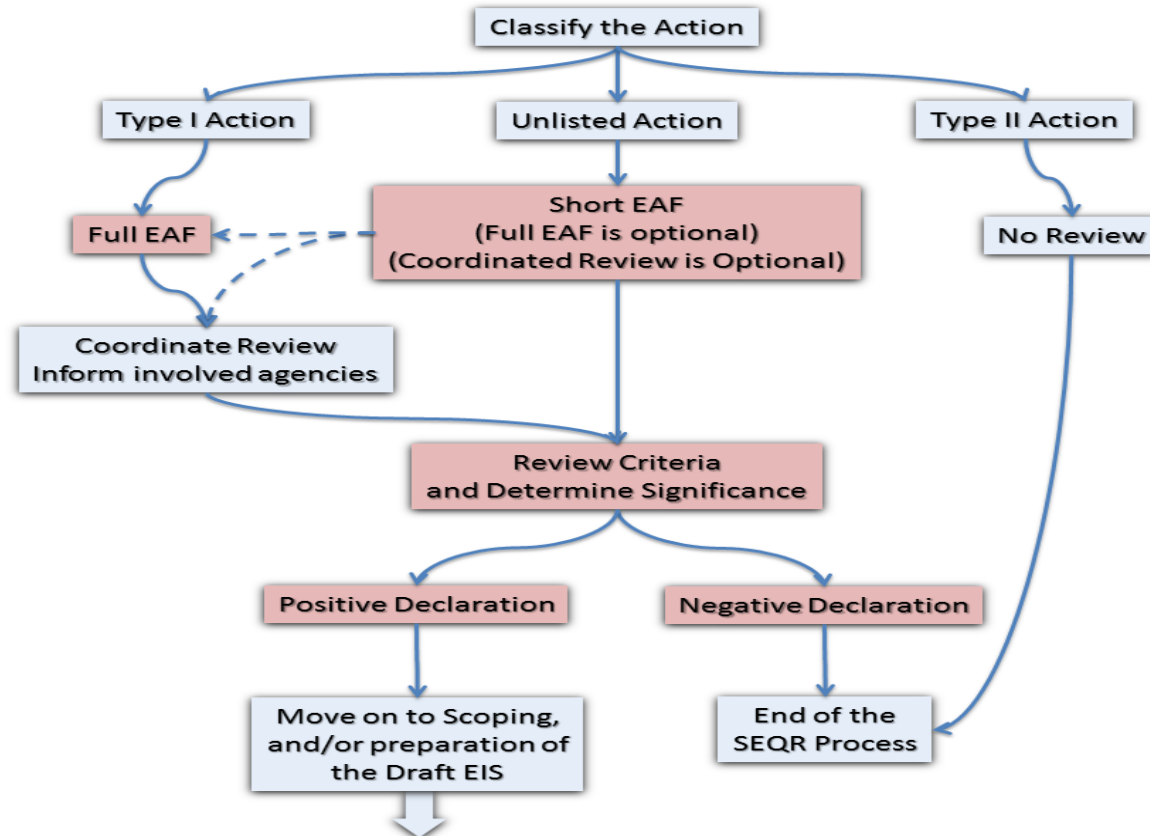 Classify the Action
Type I Action
Unlisted Action
Type II Action
Short EAF
(Full EAF is optional)
(Coordinated Review is Optional)
Full EAF
No Review
Coordinate Review
Inform involved agencies
Review Criteria
and Determine Significance
Positive Declaration
Negative Declaration
Move on to Scoping,
and/or preparation of
the Draft EIS
End of the
SEQR Process